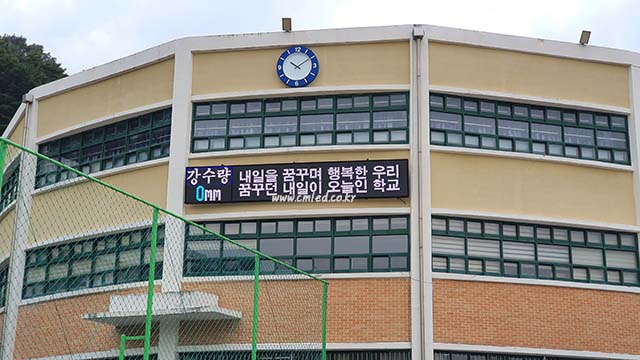 강수량
0MM
내일을 꿈꾸며 행복한 우리
꿈꾸던 내일이 오늘인 학교
www.cmled.co.kr